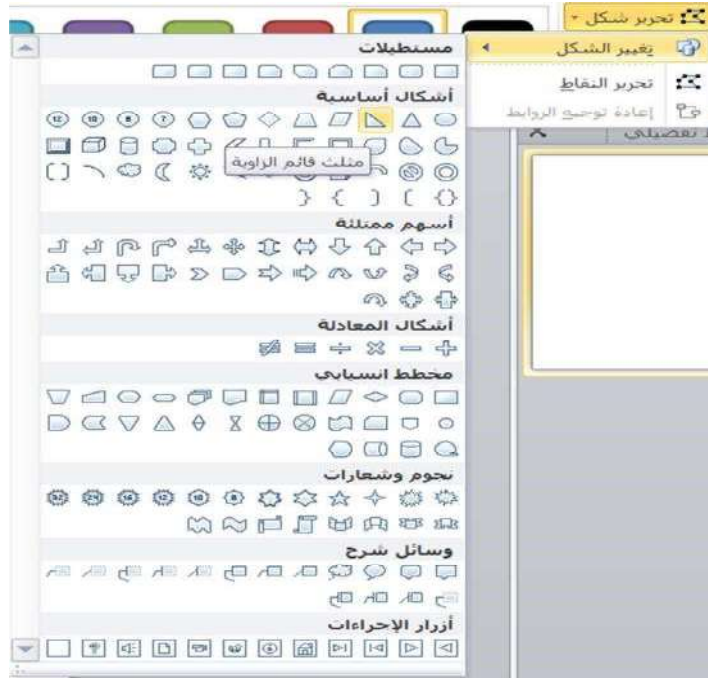 تحرير شكل
تغيير الشكل
تحرير النقاط
إعادة توجيه الروابط
تفصيلي
مستطيلات
أشكال أساسية
مثلث قائم الزاوية
أسهم ممتلئة
أشكال المعادلة
مخطط انسيابي
نجوم وشعارات
وسائل شرح
أزرار الإجراءات